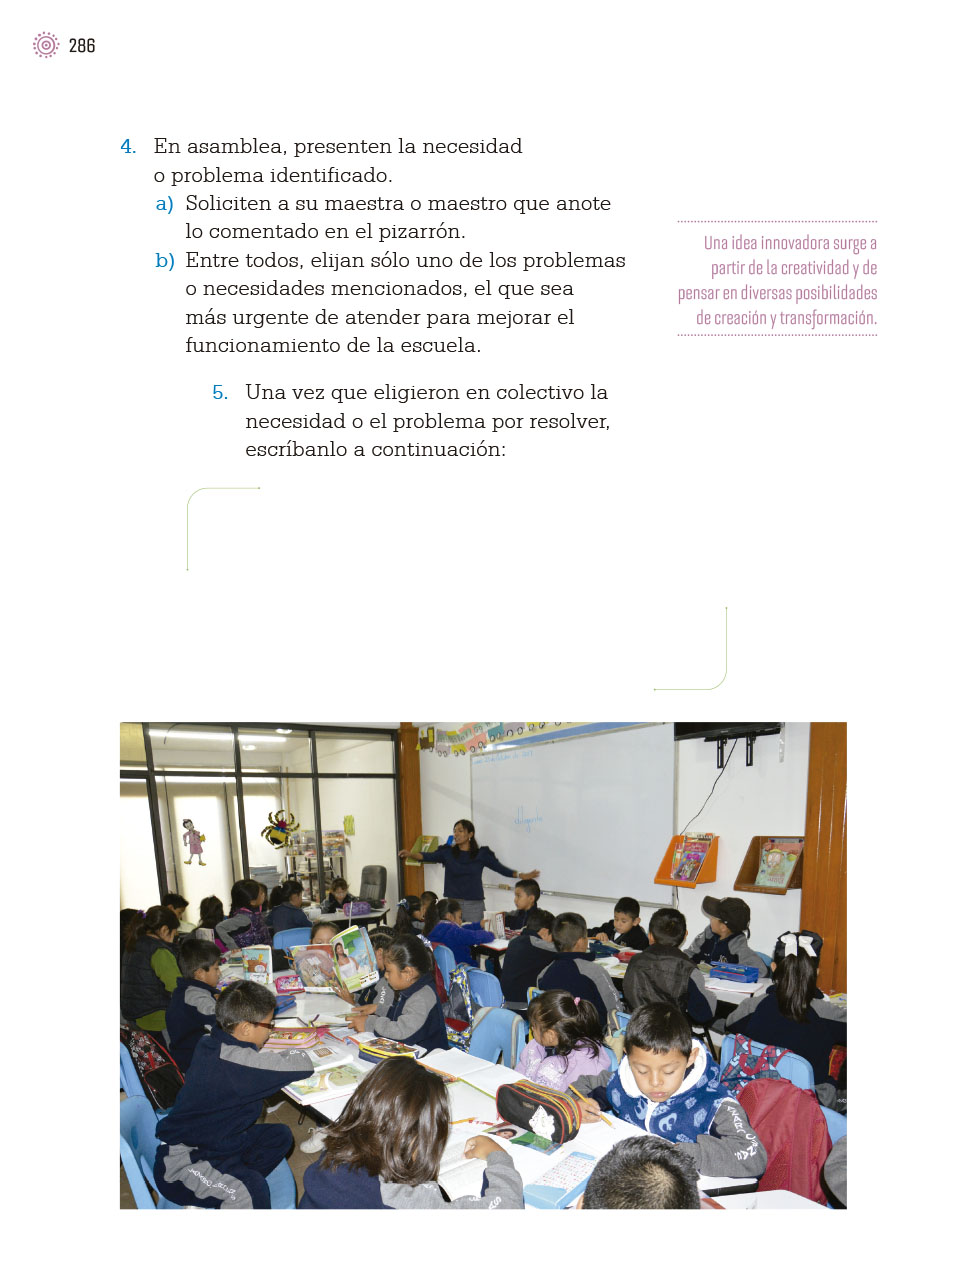 286
4. En asamblea, presenten la necesidad
o problema identificado.
a) Soliciten a su maestra o maestro que anote
lo comentado en el pizarrón.
b) Entre todos, elijan sólo uno de los problemas
o necesidades mencionados, el que sea
más urgente de atender para mejorar el
funcionamiento de la escuela.
Una idea innovadora surge a
partir de la creatividad y de
pensar en diversas posibilidades
de creación y transformación.
5. Una vez que eligieron en colectivo la
necesidad o el problema por resolver,
escríbanlo a continuación: